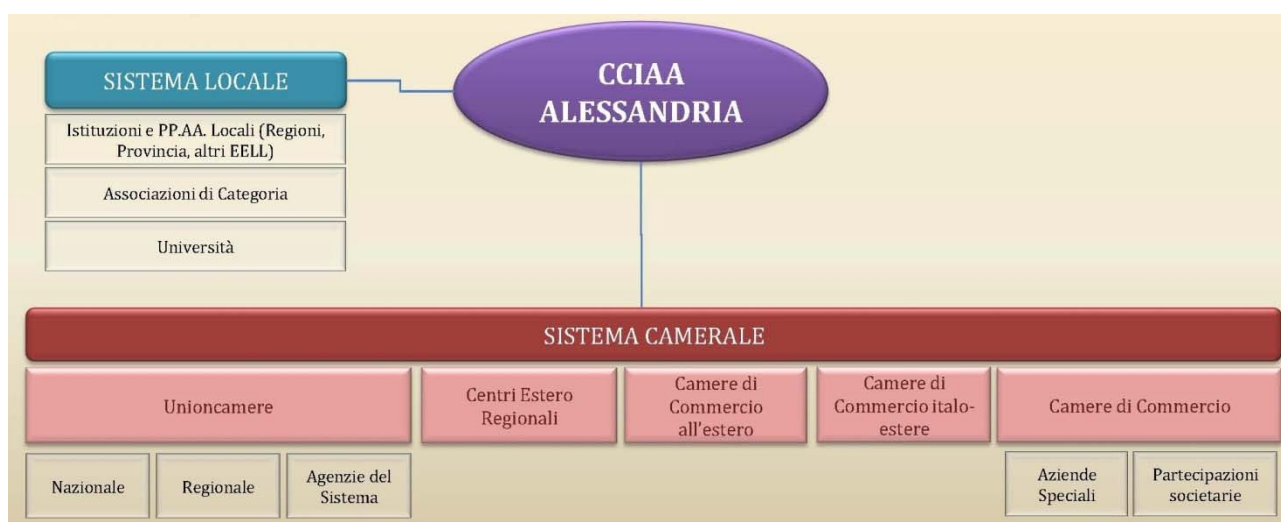 SISTEMA LOCALE
Istituzioni e PP.AA. Locali (Regioni,
Provincia, altri EELL)
Associazioni di Categoria
Università
CCIAA
ALESSANDRIA
SISTEMA CAMERALE
Unioncamere
Centri Estero
Regionali
Camere di
Commercio
all'estero
Camere di
Commercio italo-
estere
Camere di Commercio
Nazionale
Regionale
Agenzie del
Sistema
Aziende
Speciali
Partecipazioni
societarie